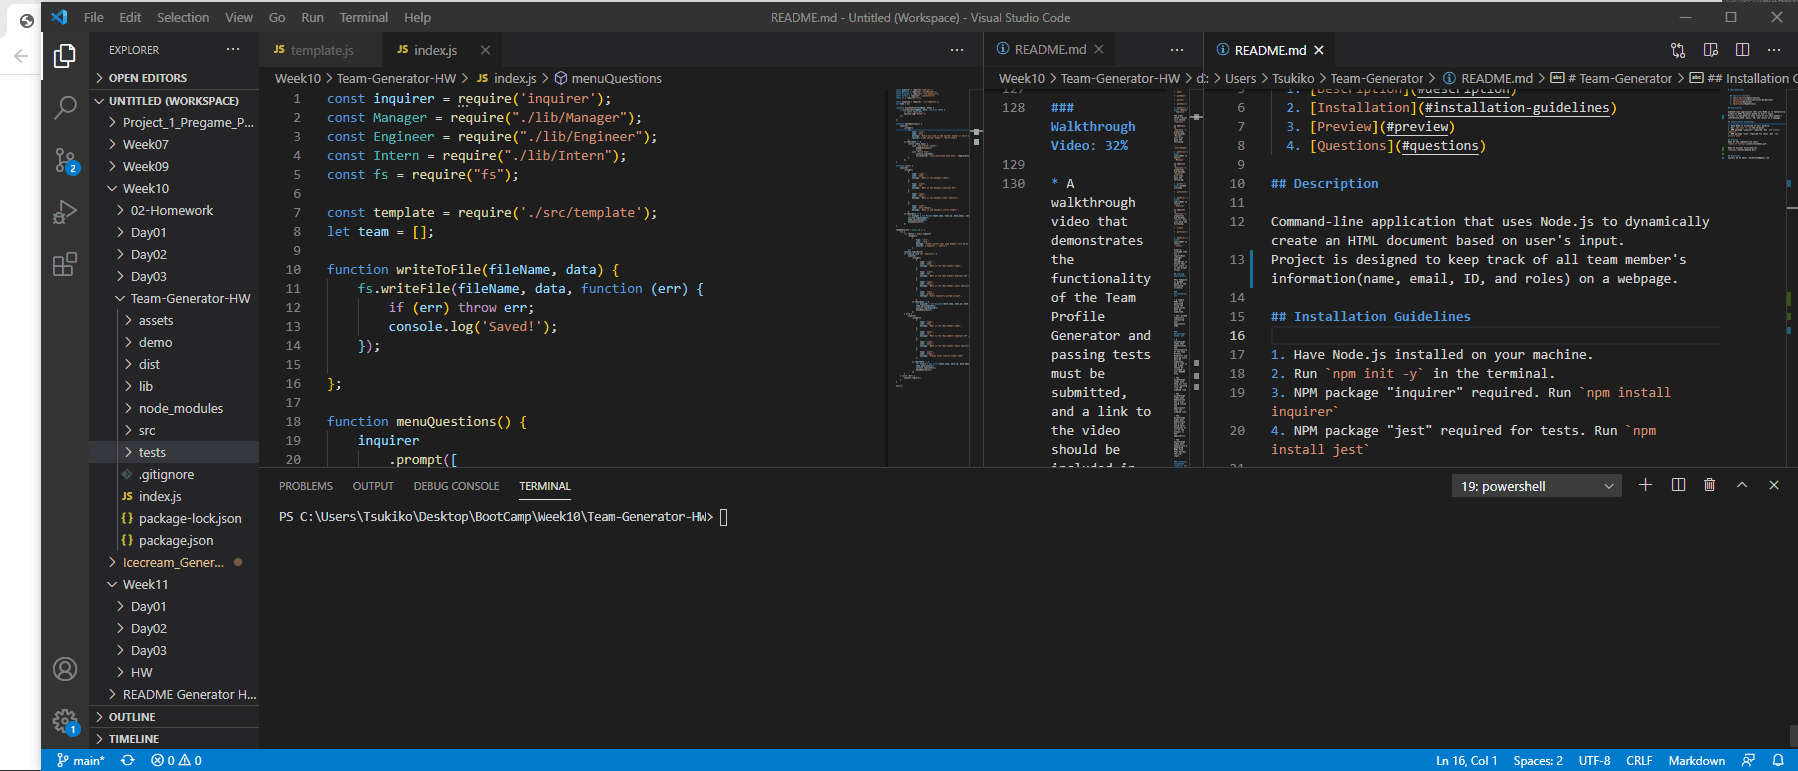 File Edit Selection View Go Run Terminal Help
README.md - Untitled (Workspace) - Visual Studio Code
EXPLORER
OPEN EDITORS
UNTITLED (WORKSPACE)
Project_1_Pregame_P...
Week07
Week09
Week10
02-Homework
Day01
Day02
Day03
Team-Generator-HW
assets
demo
dist
lib
node_modules
src
tests
.gitignore
JS index.js
{} package-lock.json
{} package.json
Icecream_Gener...
Week11
Day01
Day02
Day03
HW
README Generator H...
OUTLINE
TIMELINE
2
1
JS template.js
JS index.js
Week10 > Team-Generator-HW > JS index.js > menuQuestions
1 const inquirer = require('inquirer');
2 const Manager = require("./lib/Manager");
3 const Engineer = require("./lib/Engineer");
4 const Intern = require("./lib/Intern");
5 const fs = require("fs");
6
7 const template = require('./src/template');
8 let team = [];
9
10 function writeToFile(fileName, data) {
11 fs.writeFile(fileName, data, function (err) {
12 if (err) throw err;
13 console.log('Saved!');
14 });
15
16 };
17
18 function menuQuestions() {
19 inquirer
20 .prompt([
README.md
Week10 > Team-Generator-HW >
128 ###
Walkthrough
Video: 32%
129
130 * A
walkthrough
video that
demonstrates
the
functionality
of the Team
Profile
Generator and
passing tests
must be
submitted,
and a link to
the video
should be
included in
README.md
d: > Users > Tsukiko > Team-Generator > README.md > # Team-Generator > ## Installation G
1. [Description](#description)
6 2. [Installation](#installation-guidelines)
7 3. [Preview](#preview)
8 4. [Questions](#questions)
9
10 ## Description
11
12 Command-line application that uses Node.js to dynamically
create an HTML document based on user's input.
13 Project is designed to keep track of all team member's
information(name, email, ID, and roles) on a webpage.
14
15 ## Installation Guidelines
16
17 1. Have Node.js installed on your machine.
18 2. Run `npm init -y` in the terminal.
19 3. NPM package "inquirer" required. Run `npm install
inquirer`
20 4. NPM package "jest" required for tests. Run `npm
install jest`
PROBLEMS OUTPUT DEBUG CONSOLE TERMINAL
19: powershell
PS C:\Users\Tsukiko\Desktop\BootCamp\Week10\Team-Generator-HW>
main* 0 0
Ln 16, Col 1 Spaces: 2 UTF-8 CRLF Markdown